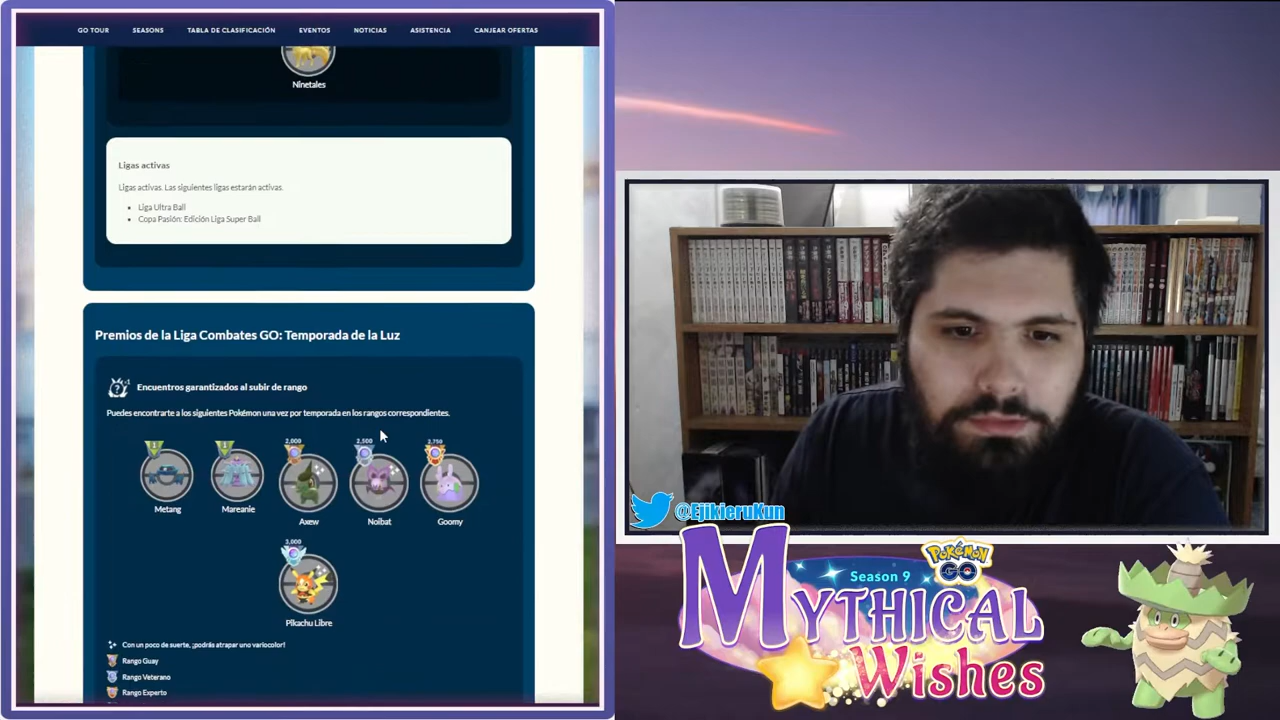 GO TOUR SEASONS TABLA DE CLASIFICACIÓN EVENTOS NOTICIAS ASISTENCIA CANJEAR OFERTAS
Ninetales
Ligas activas
Ligas activas. Las siguientes ligas estarán activas.
Liga Ultra Ball
Copa Pasión: Edición Liga Super Ball
Premios de la Liga Combates GO: Temporada de la Luz
Encuentros garantizados al subir de rango
Puedes encontrarte a los siguientes Pokémon una vez por temporada en los rangos correspondientes.
1 1 2,000 2,500 2,750
Metang Mareanie Axew Noibat Goomy
3,000
Pikachu Libre
Con un poco de suerte, ¡podrás atrapar uno variocolor!
Rango Guay
Rango Veterano
Rango Experto
@EjikieruKun
POKÉMON
GO
Season 9
MYTHICAL
Wishes